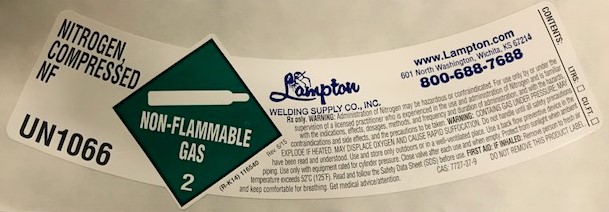 NITROGEN,
COMPRESSED
NF
UN1066
NON-FLAMMABLE
GAS
2
(R-K14) 116540
Rev. 5/10
Lampton
WELDING SUPPLY CO., INC.
www.Lampton.com
601 North Washington, Wichita, KS 67214
800-688-7688
Rx only. WARNING: Administration of Nitrogen may be hazardous or contraindicated. For use only by or under the
supervision of a licensed practitioner who is experienced in the use and administration of Nitrogen and is familiar
with the indications, effects, dosages, methods, and frequency and duration of administration, and with the hazards,
contraindications and side effects, and the precautions to be taken. WARNING: CONTAINS GAS UNDER PRESSURE, MAY
EXPLODE IF HEATED. MAY DISPLACE OXYGEN AND CAUSE RAPID SUFFOCATION. Do not handle until all safety precautions
have been read and understood. Use and store only outdoors or in a well-ventilated place. Use a back flow preventive device in the
piping. Use only with equipment rated for cylinder pressure. Close valve after each use and when empty. Protect from sunlight when ambient
temperature exceeds 52°C (125°F). Read and follow the Safety Data Sheet (SDS) before use. FIRST AID: IF INHALED: Remove person to fresh air
and keep comfortable for breathing. Get medical advice/attention.
CAS: 7727-37-9
DO NOT REMOVE THIS PRODUCT LABEL.
CONTENTS:
LTRS.
CU.FT.